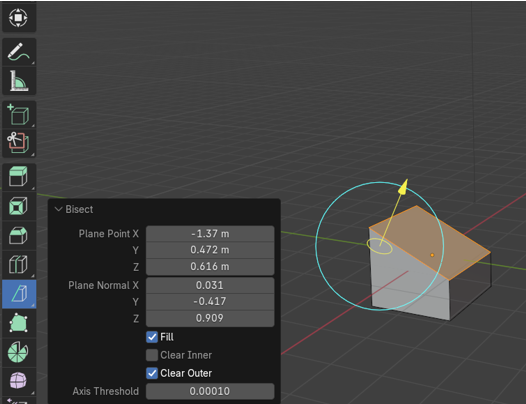 Bisect
Plane Point X -1.37 m
Y 0.472 m
Z 0.616 m
Plane Normal X 0.031
Y -0.417
Z 0.909
Fill
Clear Inner
Clear Outer
Axis Threshold 0.00010